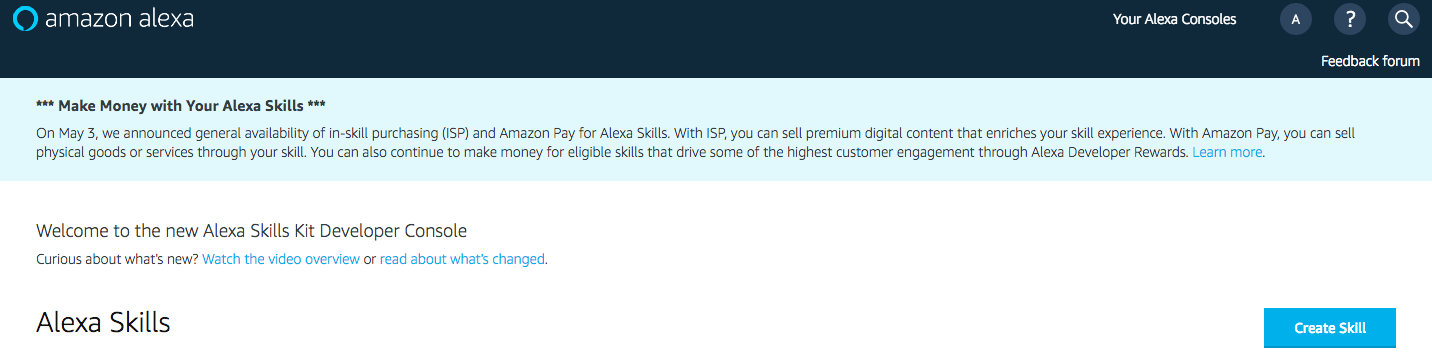 amazon alexa
Your Alexa Consoles
A
?
Feedback forum
*** Make Money with Your Alexa Skills ***
On May 3, we announced general availability of in-skill purchasing (ISP) and Amazon Pay for Alexa Skills. With ISP, you can sell premium digital content that enriches your skill experience. With Amazon Pay, you can sell
physical goods or services through your skill. You can also continue to make money for eligible skills that drive some of the highest customer engagement through Alexa Developer Rewards. Learn more.
Welcome to the new Alexa Skills Kit Developer Console
Curious about what's new? Watch the video overview or read about what's changed.
Alexa Skills
Create Skill